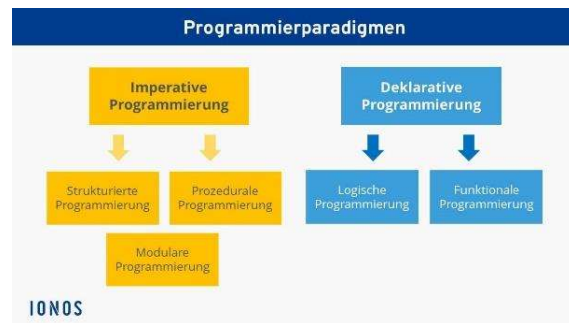 Programmierparadigmen
Imperative
Programmierung
Deklarative
Programmierung
Strukturierte
Programmierung
Prozedurale
Programmierung
Modulare
Programmierung
Logische
Programmierung
Funktionale
Programmierung
IONOS